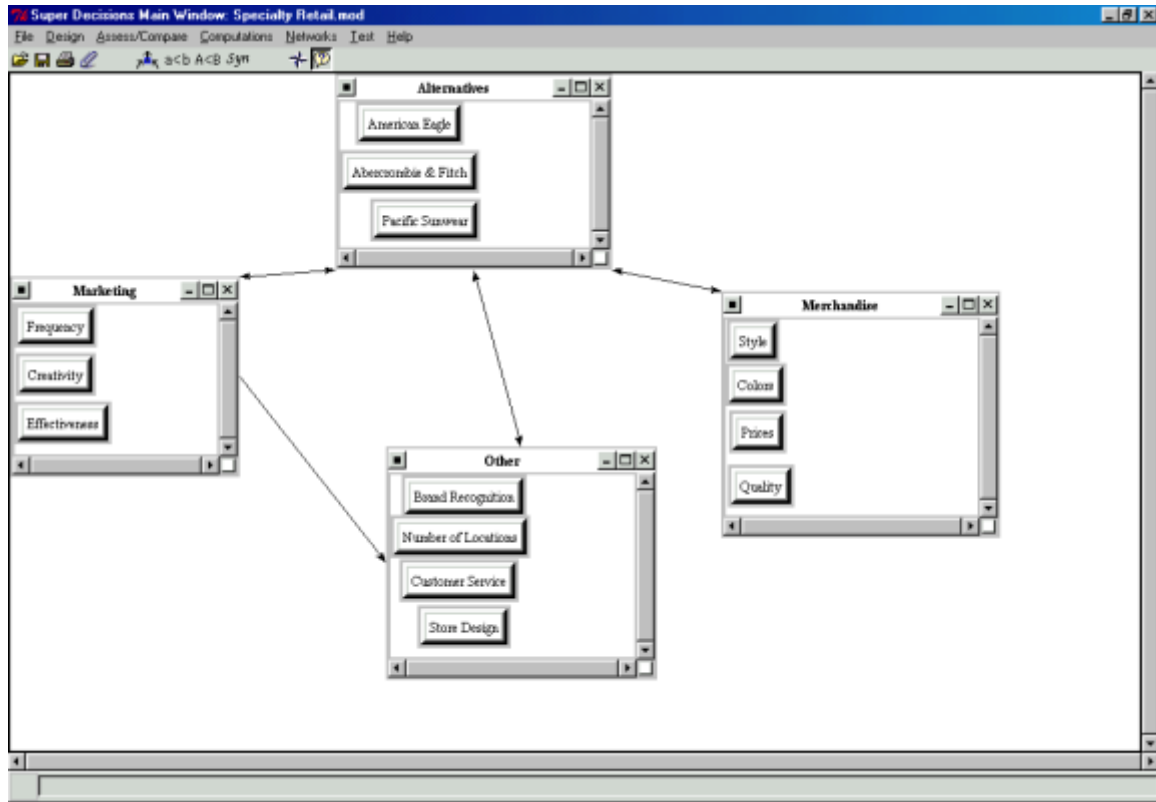 Super Decisions Main Window: Specialty Retail.mod
File Design Assess/Compare Computations Networks Test Help
a<b A<B Syn
Alternatives
American Eagle
Abercrombie & Fitch
Pacific Sunwear
Marketing
Frequency
Creativity
Effectiveness
Merchandise
Style
Colors
Prices
Quality
Other
Brand Recognition
Number of Locations
Customer Service
Store Design